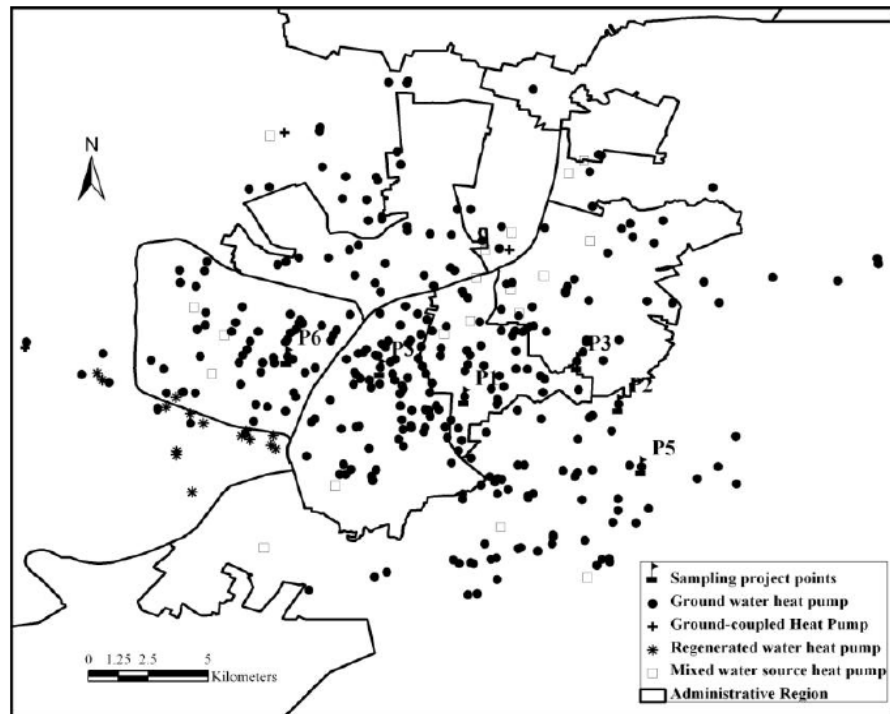 N
P6
P3
P5
P1
P2
P5
Sampling project points
Ground water heat pump
Ground-coupled Heat Pump
Regenerated water heat pump
Mixed water source heat pump
Administrative Region
0 1.25 2.5 5
Kilometers